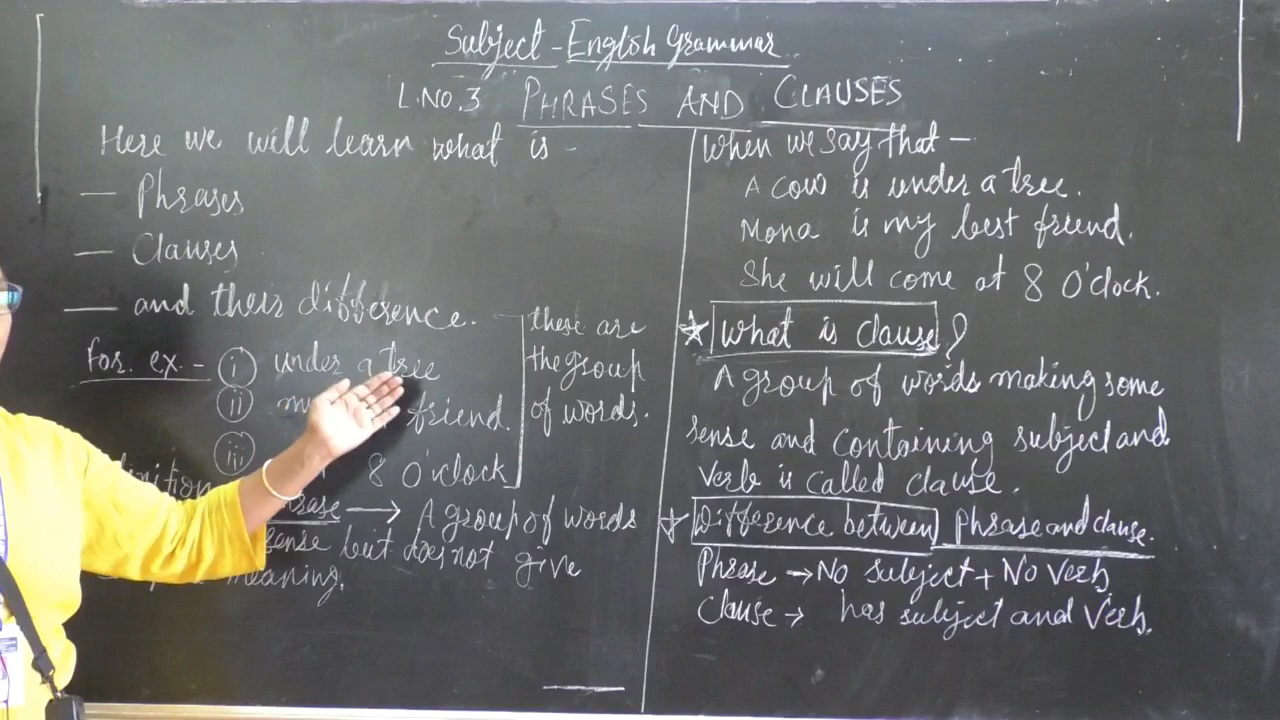 Subject - English Grammar
L.NO.3 PHRASES AND CLAUSES
Here we will learn what is -
— Phrases
— Clauses
— and their difference.
for. ex. - (i) under a tree
(ii) friend.
(iii) 8 O'clock
these are
the group
of words.
→ A group of words
sense but does not give
meaning.
When we say that —
A cow is under a tree.
Mona is my best friend.
She will come at 8 O'clock.
☆ What is clause ?
A group of words making some
sense and containing subject and
verb is called clause.
☆ Difference between phrase and clause.
Phrase → No subject + No Verb
Clause → has subject and Verb.